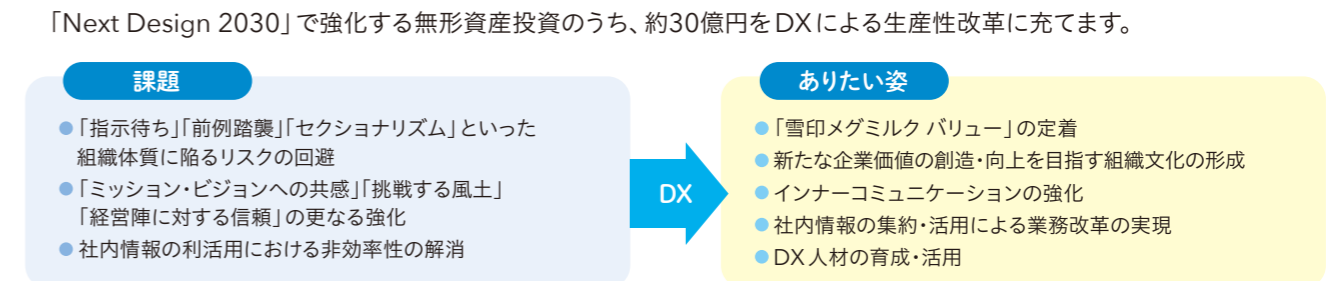 「Next Design 2030」で強化する無形資産投資のうち、約30億円をDXによる生産性改革に充てます。
課題
●「指示待ち」「前例踏襲」「セクショナリズム」といった
組織体質に陥るリスクの回避
●「ミッション・ビジョンへの共感」「挑戦する風土」
「経営陣に対する信頼」の更なる強化
●社内情報の利活用における非効率性の解消
DX
ありたい姿
●「雪印メグミルク バリュー」の定着
●新たな企業価値の創造・向上を目指す組織文化の形成
●インナーコミュニケーションの強化
●社内情報の集約・活用による業務改革の実現
●DX人材の育成・活用